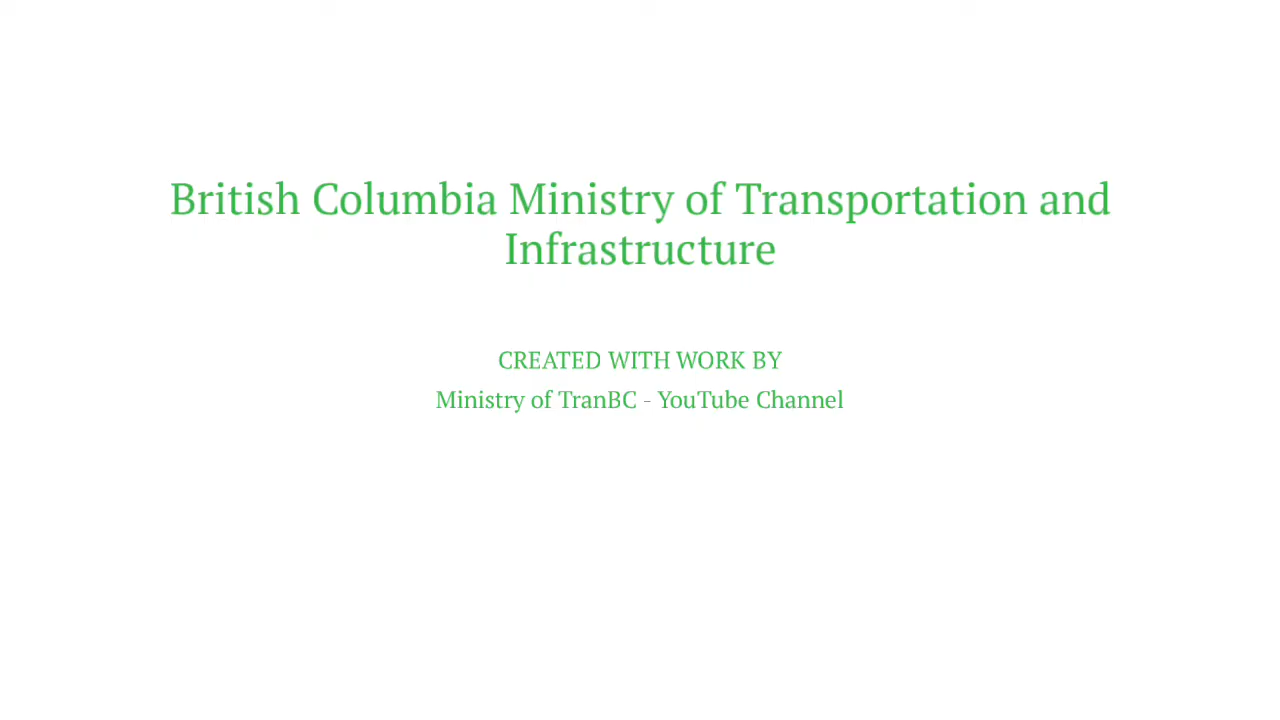 British Columbia Ministry of Transportation and
Infrastructure
CREATED WITH WORK BY
Ministry of TranBC - YouTube Channel